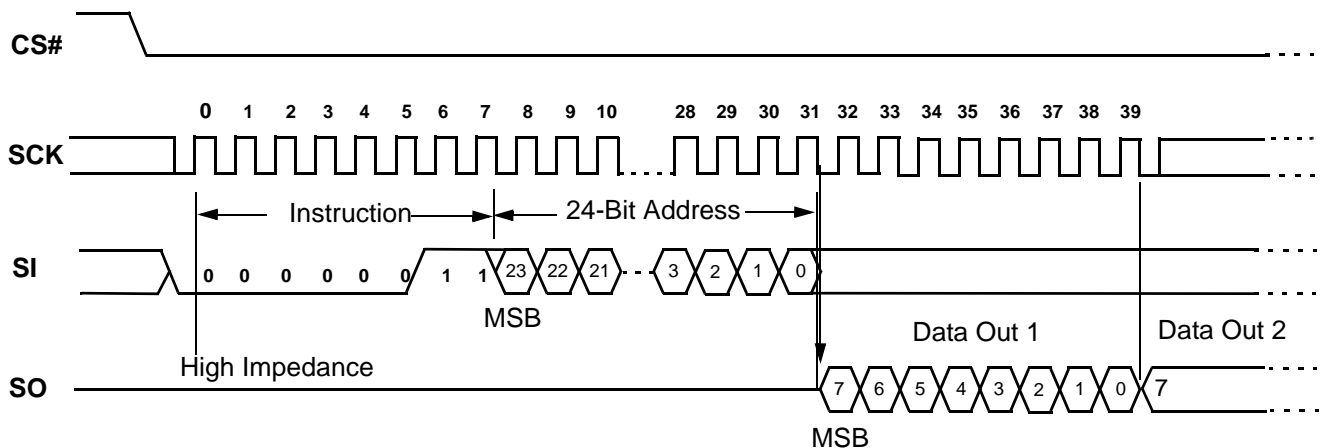 CS#
0 1 2 3 4 5 6 7 8 9 10 28 29 30 31 32 33 34 35 36 37 38 39
SCK
Instruction 24-Bit Address
SI
0 0 0 0 0 0 1 1 23 22 21 3 2 1 0
MSB
Data Out 1 Data Out 2
High Impedance
SO
7 6 5 4 3 2 1 0 7
MSB